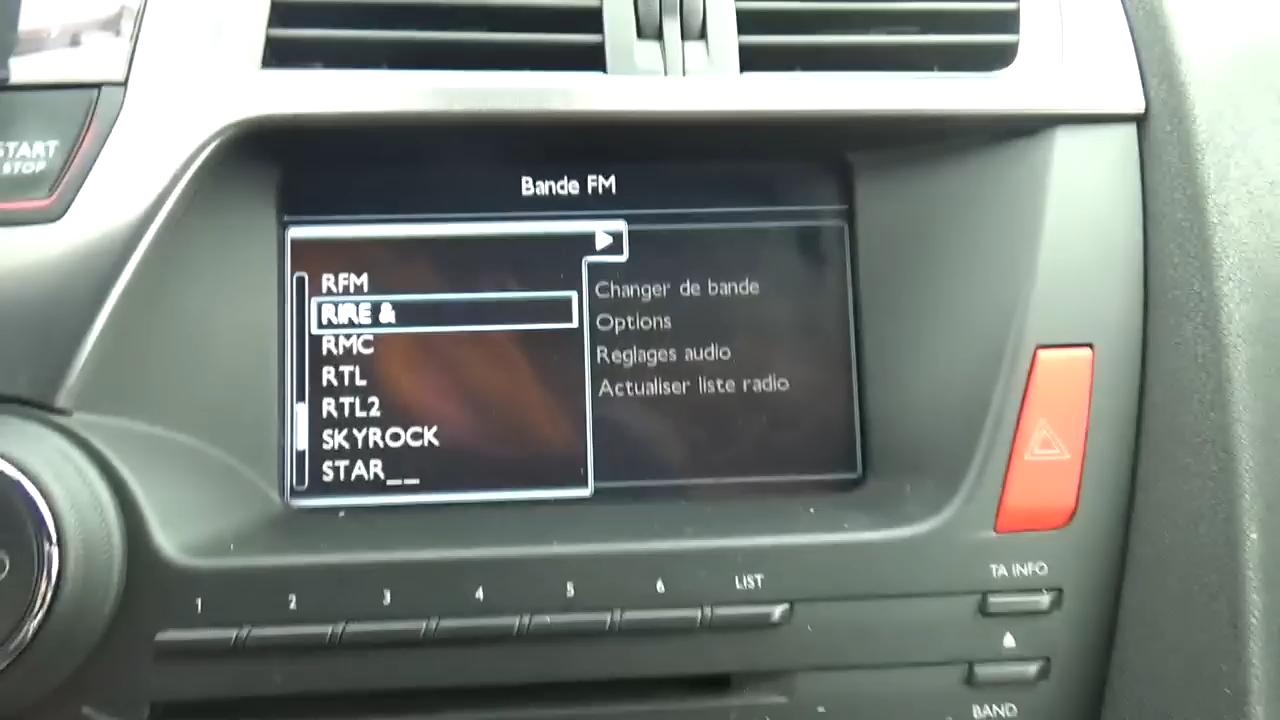 START
STOP
Bande FM
RFM
RIRE &
RMC
RTL
RTL2
SKYROCK
STAR__
Changer de bande
Options
Réglages audio
Actualiser liste radio
1 2 3 4 5 6 LIST
TA INFO
BAND